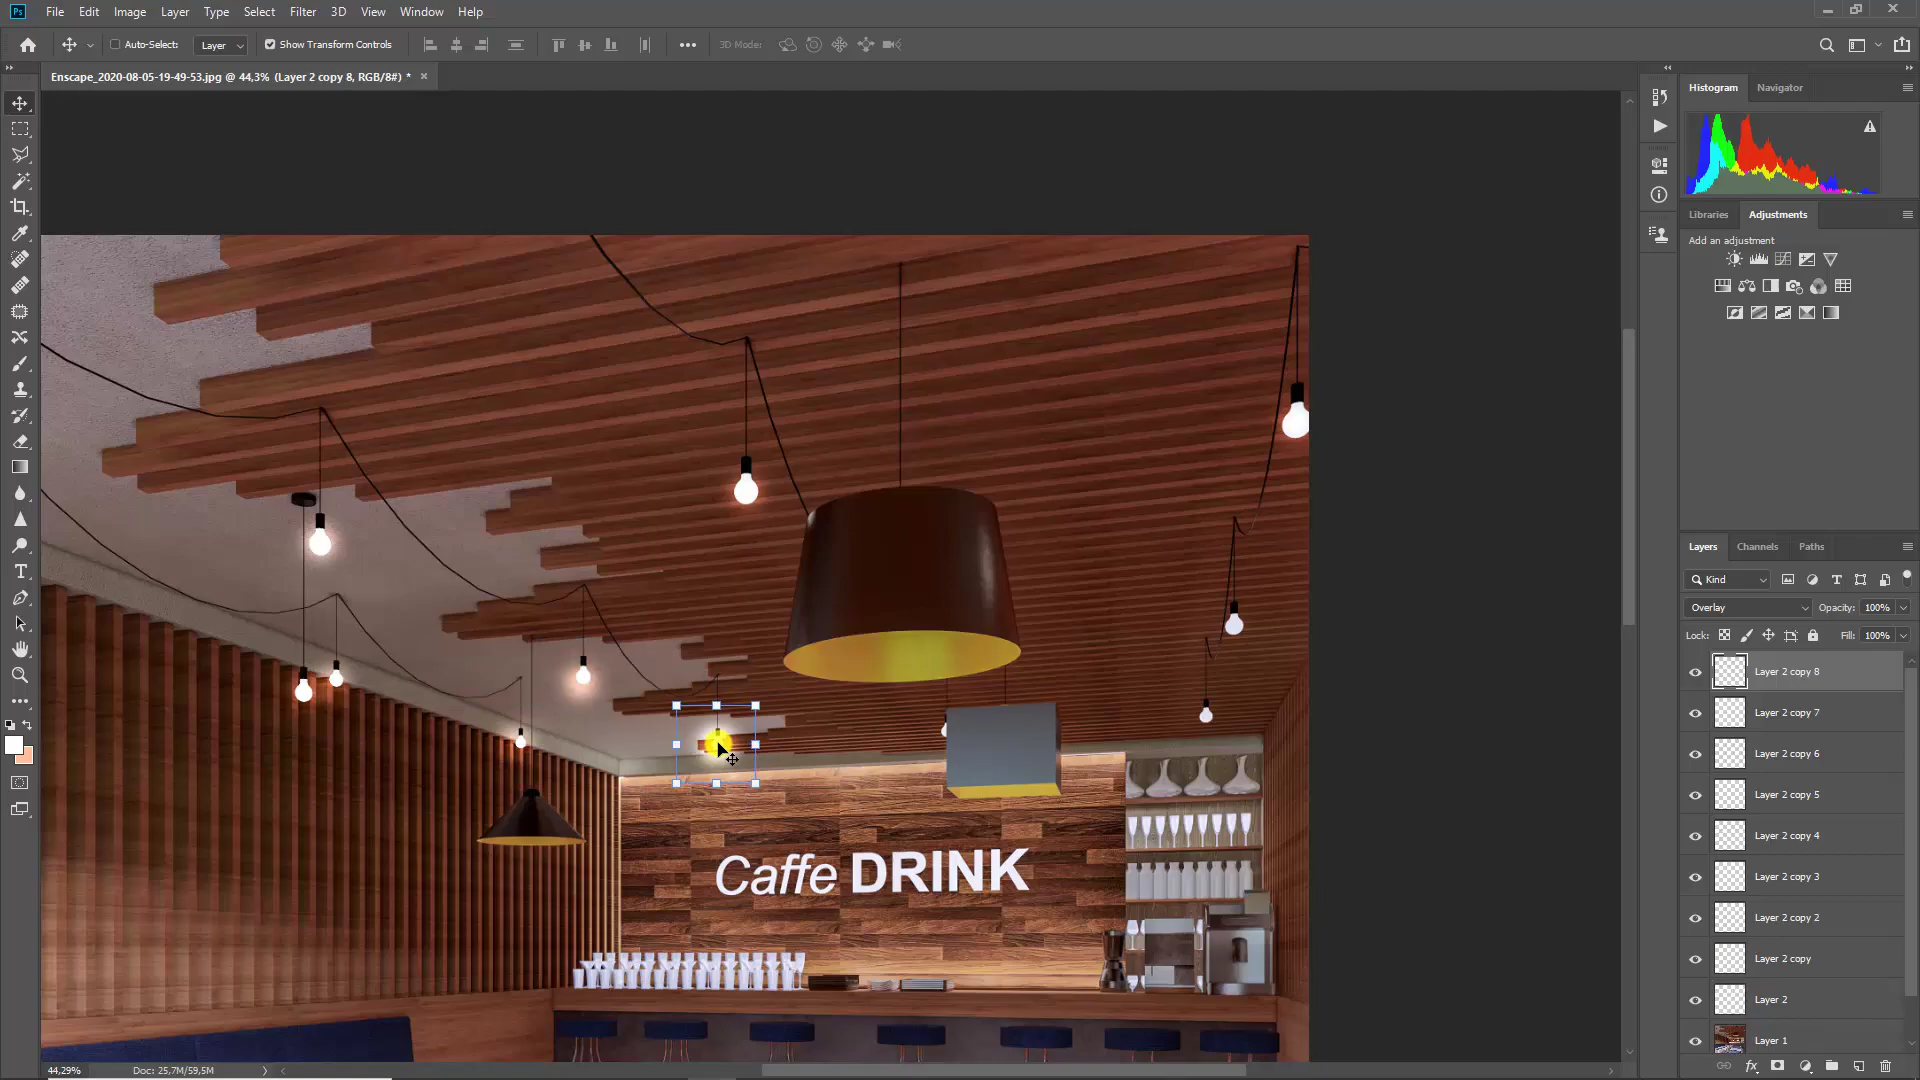 Ps File Edit Image Layer Type Select Filter 3D View Window Help
Auto-Select: Layer Show Transform Controls 3D Mode:
Enscape_2020-08-05-19-49-53.jpg @ 44,3% (Layer 2 copy 8, RGB/8#) *
Histogram Navigator
Libraries Adjustments
Add an adjustment
Layers Channels Paths
Kind
Overlay Opacity: 100%
Lock: Fill: 100%
Layer 2 copy 8
Layer 2 copy 7
Layer 2 copy 6
Layer 2 copy 5
Layer 2 copy 4
Layer 2 copy 3
Layer 2 copy 2
Layer 2 copy
Layer 2
Layer 1
Caffe DRINK
44,29% Doc: 25,7M/59,5M